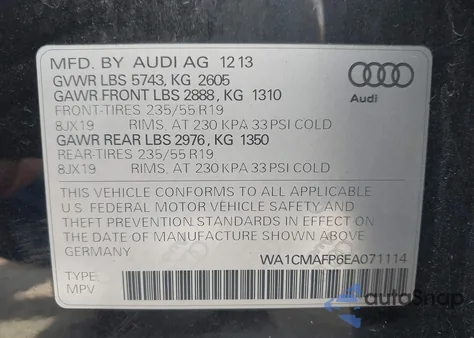 MFD. BY AUDI AG 12 13
GVWR LBS 5743, KG 2605
GAWR FRONT LBS 2888, KG 1310
FRONT-TIRES 235/55 R19
8JX19 RIMS, AT 230 KPA 33 PSI COLD
GAWR REAR LBS 2976, KG 1350
REAR-TIRES 235/55 R19
8JX19 RIMS, AT 230 KPA 33 PSI COLD
Audi
THIS VEHICLE CONFORMS TO ALL APPLICABLE
U.S. FEDERAL MOTOR VEHICLE SAFETY AND
THEFT PREVENTION STANDARDS IN EFFECT ON
THE DATE OF MANUFACTURE SHOWN ABOVE
GERMANY WA1CMAFP6EA071114
TYPE:
MPV
autoSnap